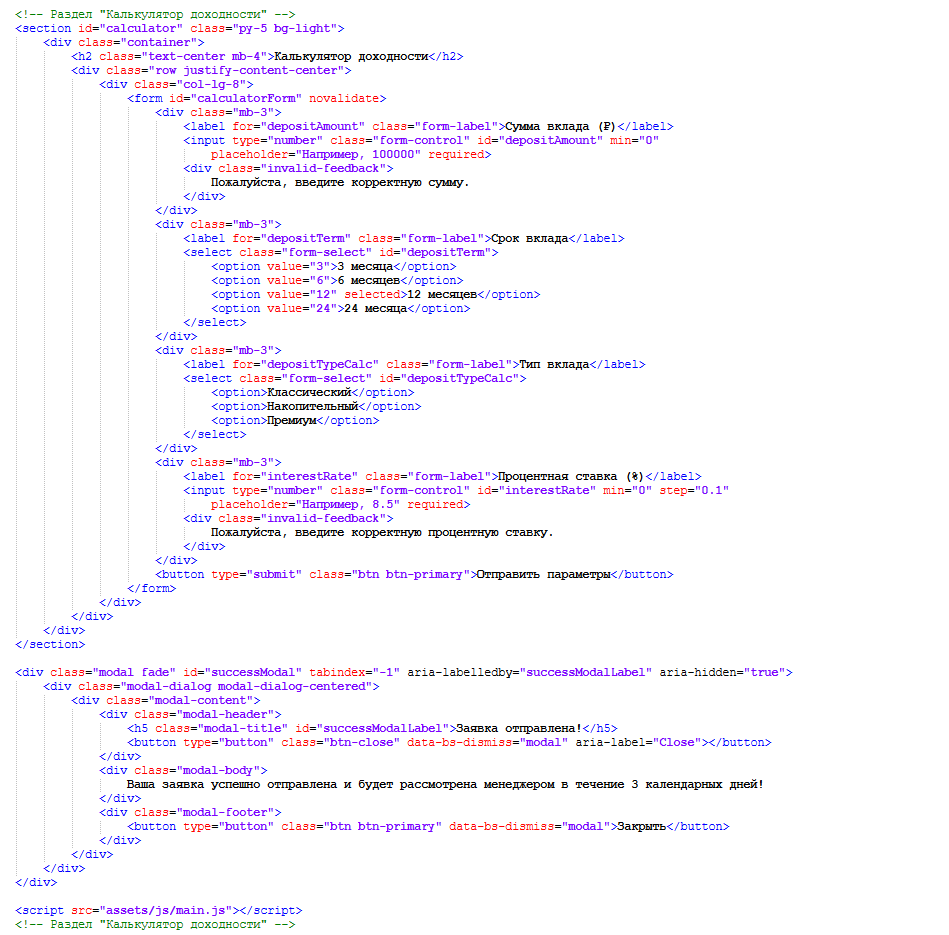 <!-- Раздел "Калькулятор доходности" -->
<section id="calculator" class="py-5 bg-light">
<div class="container">
<h2 class="text-center mb-4">Калькулятор доходности</h2>
<div class="row justify-content-center">
<div class="col-lg-8">
<form id="calculatorForm" novalidate>
<div class="mb-3">
<label for="depositAmount" class="form-label">Сумма вклада (₽)</label>
<input type="number" class="form-control" id="depositAmount" min="0"
placeholder="Например, 100000" required>
<div class="invalid-feedback">
Пожалуйста, введите корректную сумму.
</div>
</div>
<div class="mb-3">
<label for="depositTerm" class="form-label">Срок вклада</label>
<select class="form-select" id="depositTerm">
<option value="3">3 месяца</option>
<option value="6">6 месяцев</option>
<option value="12" selected>12 месяцев</option>
<option value="24">24 месяца</option>
</select>
</div>
<div class="mb-3">
<label for="depositTypeCalc" class="form-label">Тип вклада</label>
<select class="form-select" id="depositTypeCalc">
<option>Классический</option>
<option>Накопительный</option>
<option>Премиум</option>
</select>
</div>
<div class="mb-3">
<label for="interestRate" class="form-label">Процентная ставка (%)</label>
<input type="number" class="form-control" id="interestRate" min="0" step="0.1"
placeholder="Например, 8.5" required>
<div class="invalid-feedback">
Пожалуйста, введите корректную процентную ставку.
</div>
</div>
<button type="submit" class="btn btn-primary">Отправить параметры</button>
</form>
</div>
</div>
</div>
</section>
<div class="modal fade" id="successModal" tabindex="-1" aria-labelledby="successModalLabel" aria-hidden="true">
<div class="modal-dialog modal-dialog-centered">
<div class="modal-content">
<div class="modal-header">
<h5 class="modal-title" id="successModalLabel">Заявка отправлена!</h5>
<button type="button" class="btn-close" data-bs-dismiss="modal" aria-label="Close"></button>
</div>
<div class="modal-body">
Ваша заявка успешно отправлена и будет рассмотрена менеджером в течение 3 календарных дней!
</div>
<div class="modal-footer">
<button type="button" class="btn btn-primary" data-bs-dismiss="modal">Закрыть</button>
</div>
</div>
</div>
</div>
<script src="assets/js/main.js"></script>
<!-- Раздел "Калькулятор доходности" -->